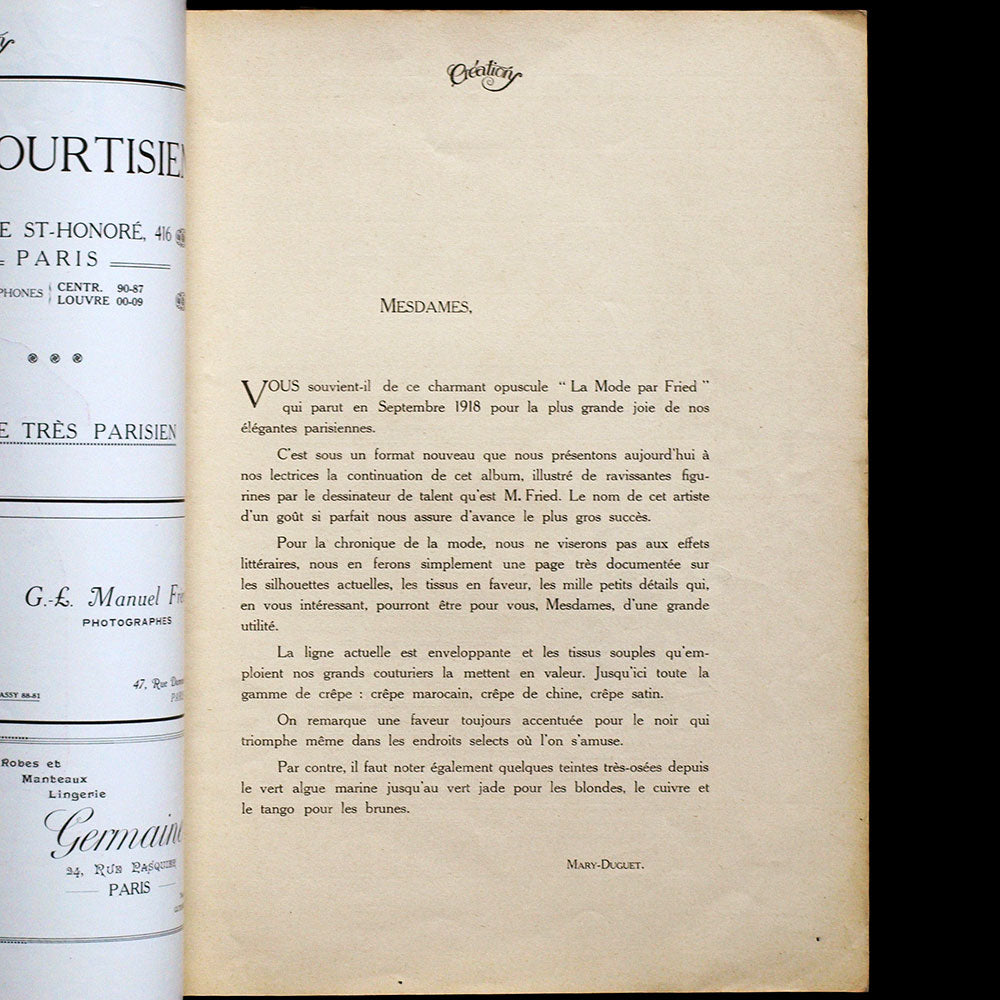 OURTISIEN
E ST-HONORÉ, 416
PARIS
PHONES CENTR. 90-87
LOUVRE 00-09
E TRÈS PARISIEN
G.-L. Manuel
PHOTOGRAPHES
47, Rue
ASSY 88-81
Robes et
Manteaux
Lingerie
Germaine
24, RUE PASQUIER
PARIS
Création
MESDAMES,
VOUS souvient-il de ce charmant opuscule “ La Mode par Fried ”
qui parut en Septembre 1918 pour la plus grande joie de nos
élégantes parisiennes.
C'est sous un format nouveau que nous présentons aujourd'hui à
nos lectrices la continuation de cet album, illustré de ravissantes figu-
rines par le dessinateur de talent qu'est M. Fried. Le nom de cet artiste
d'un goût si parfait nous assure d'avance le plus gros succès.
Pour la chronique de la mode, nous ne viserons pas aux effets
littéraires, nous en ferons simplement une page très documentée sur
les silhouettes actuelles, les tissus en faveur, les mille petits détails qui,
en vous intéressant, pourront être pour vous, Mesdames, d'une grande
utilité.
La ligne actuelle est enveloppante et les tissus souples qu'em-
ploient nos grands couturiers la mettent en valeur. Jusqu'ici toute la
gamme de crêpe : crêpe marocain, crêpe de chine, crêpe satin.
On remarque une faveur toujours accentuée pour le noir qui
triomphe même dans les endroits selects où l'on s'amuse.
Par contre, il faut noter également quelques teintes très-osées depuis
le vert algue marine jusqu'au vert jade pour les blondes, le cuivre et
le tango pour les brunes.
MARY-DUGUET.